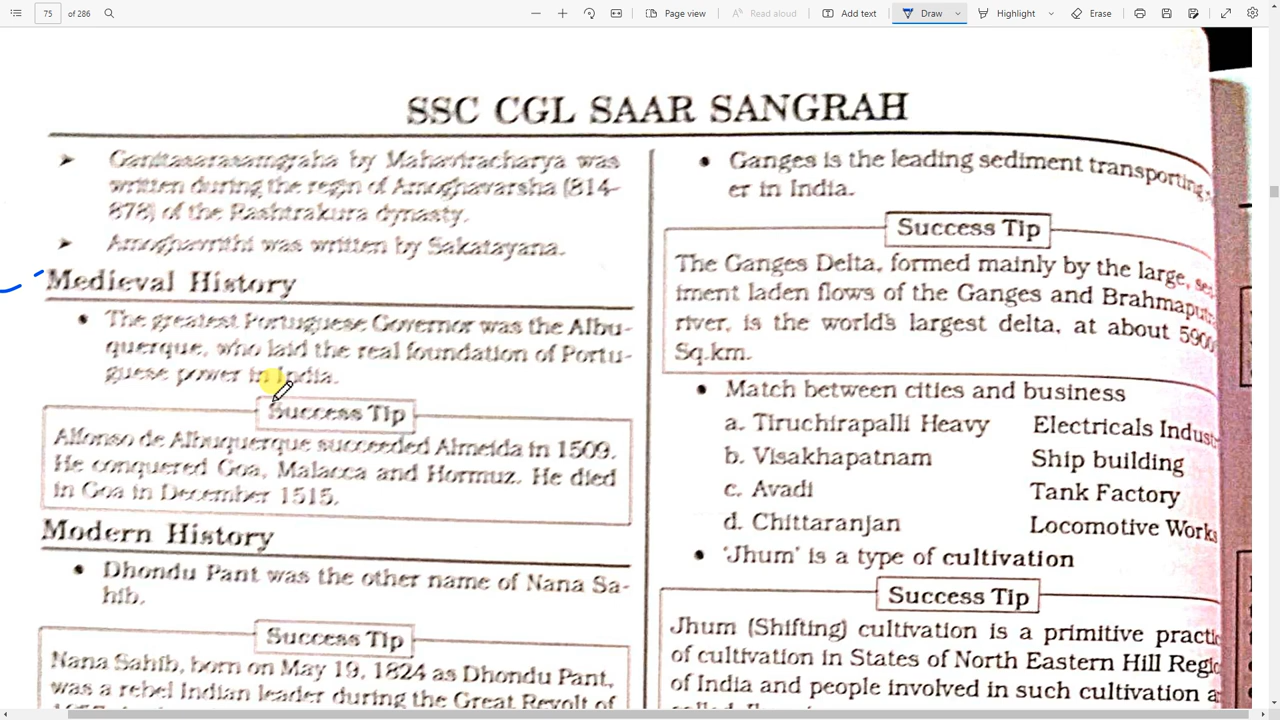 75
of 286
Page view
Read aloud
Add text
Draw
Highlight
Erase
SSC CGL SAAR SANGRAH
➤ Ganitasarasamgraha by Mahaviracharya was
written during the regin of Amoghavarsha (814-
878) of the Rashtrakura dynasty.
➤ Amoghavrithi was written by Sakatayana.
Medieval History
• The greatest Portuguese Governor was the Albu-
querque, who laid the real foundation of Portu-
guese power in India.
Success Tip
Alfonso de Albuquerque succeeded Almeida in 1509.
He conquered Goa, Malacca and Hormuz. He died
in Goa in December 1515.
Modern History
• Dhondu Pant was the other name of Nana Sa-
hib.
Success Tip
Nana Sahib, born on May 19, 1824 as Dhondu Pant,
was a rebel Indian leader during the Great Revolt of
• Ganges is the leading sediment transporting
er in India.
Success Tip
The Ganges Delta, formed mainly by the large,
iment laden flows of the Ganges and Brahmaput
river, is the world's largest delta, at about 5900
Sq.km.
• Match between cities and business
a. Tiruchirapalli Heavy Electricals Indust
b. Visakhapatnam Ship building
c. Avadi Tank Factory
d. Chittaranjan Locomotive Works
• 'Jhum' is a type of cultivation
Success Tip
Jhum (Shifting) cultivation is a primitive practic
of cultivation in States of North Eastern Hill Regio
of India and people involved in such cultivation a